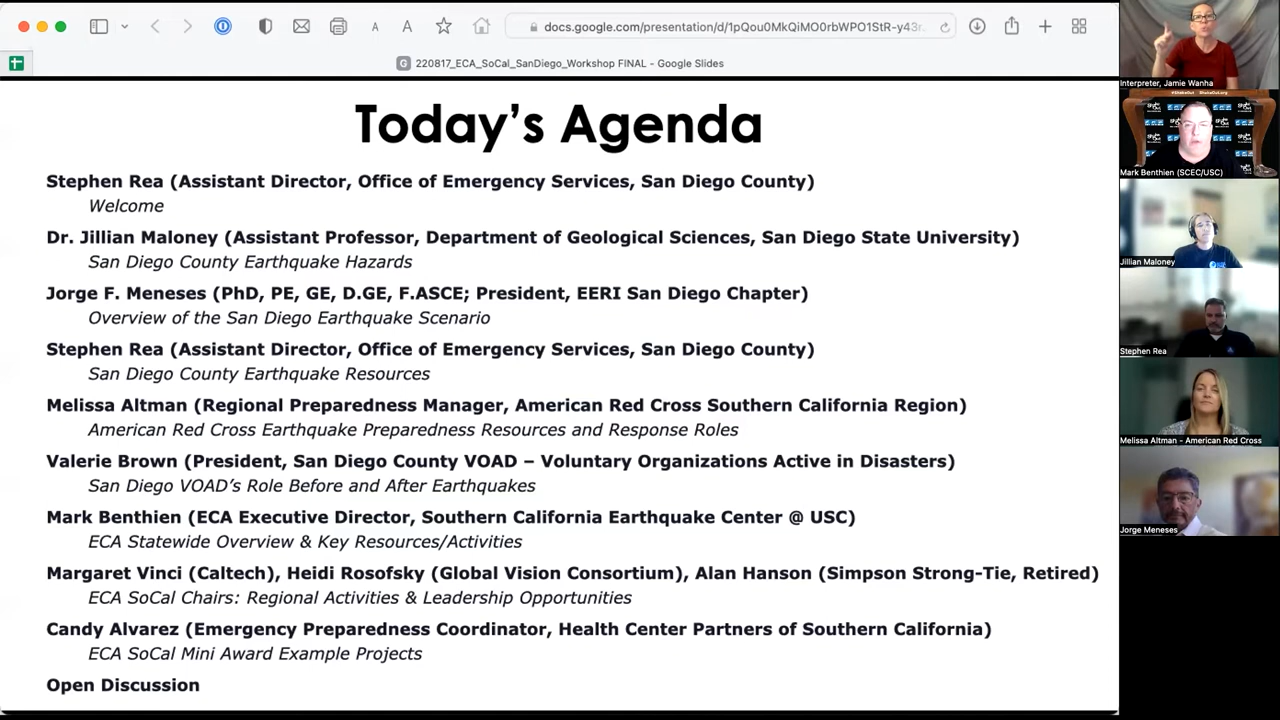 A
A
docs.google.com/presentation/d/1pQou0MkQiMO0rbWPO1StR-y43r
G 220817_ECA_SoCal_SanDiego_Workshop FINAL - Google Slides
Today's Agenda
Stephen Rea (Assistant Director, Office of Emergency Services, San Diego County)
Welcome
Dr. Jillian Maloney (Assistant Professor, Department of Geological Sciences, San Diego State University)
San Diego County Earthquake Hazards
Jorge F. Meneses (PhD, PE, GE, D.GE, F.ASCE; President, EERI San Diego Chapter)
Overview of the San Diego Earthquake Scenario
Stephen Rea (Assistant Director, Office of Emergency Services, San Diego County)
San Diego County Earthquake Resources
Melissa Altman (Regional Preparedness Manager, American Red Cross Southern California Region)
American Red Cross Earthquake Preparedness Resources and Response Roles
Valerie Brown (President, San Diego County VOAD – Voluntary Organizations Active in Disasters)
San Diego VOAD's Role Before and After Earthquakes
Mark Benthien (ECA Executive Director, Southern California Earthquake Center @ USC)
ECA Statewide Overview & Key Resources/Activities
Margaret Vinci (Caltech), Heidi Rosofsky (Global Vision Consortium), Alan Hanson (Simpson Strong-Tie, Retired)
ECA SoCal Chairs: Regional Activities & Leadership Opportunities
Candy Alvarez (Emergency Preparedness Coordinator, Health Center Partners of Southern California)
ECA SoCal Mini Award Example Projects
Open Discussion
Interpreter, Jamie Wanha
#ShakeOut ShakeOut.org
Mark Benthien (SCEC/USC)
Jillian Maloney
Stephen Rea
Melissa Altman - American Red Cross
Jorge Meneses